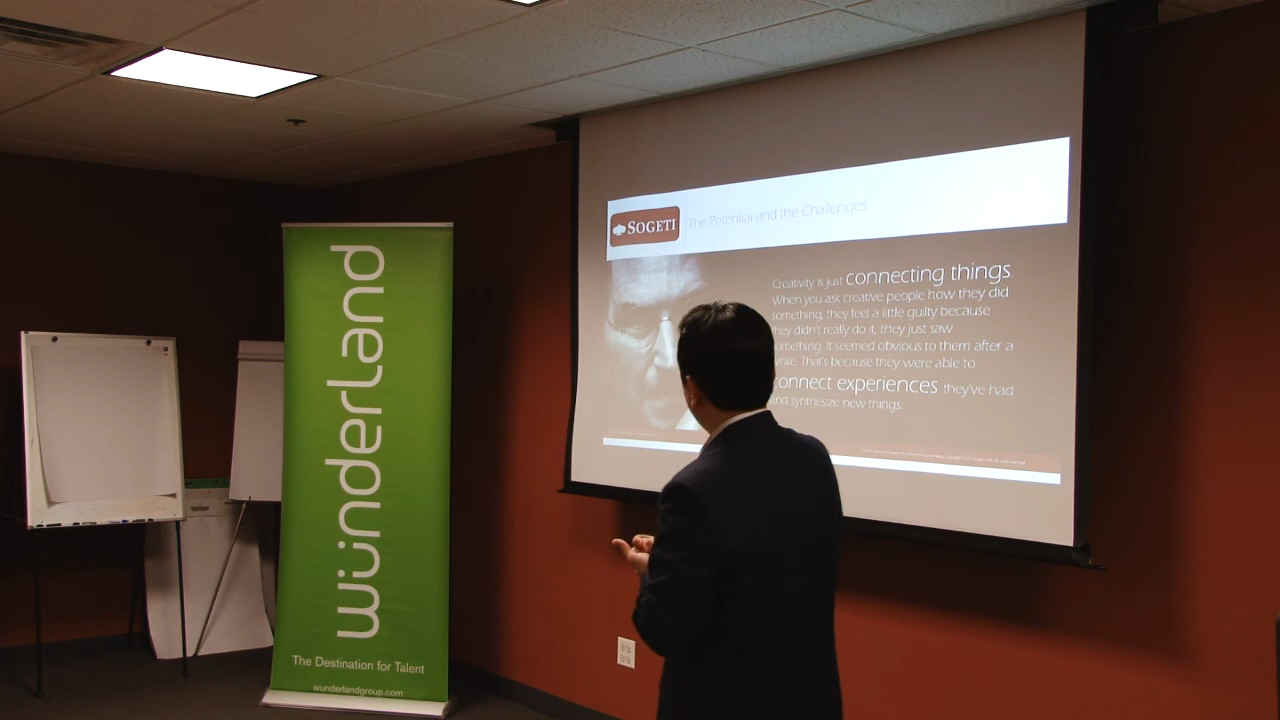 wünderland
The Destination for Talent
wunderlandgroup.com
SOGETI
The Potential and the Challenges
Creativity is just connecting things.
When you ask creative people how they did
something, they feel a little guilty because
they didn't really do it, they just saw
something. It seemed obvious to them after a
while. That's because they were able to
connect experiences they've had
and synthesize new things.